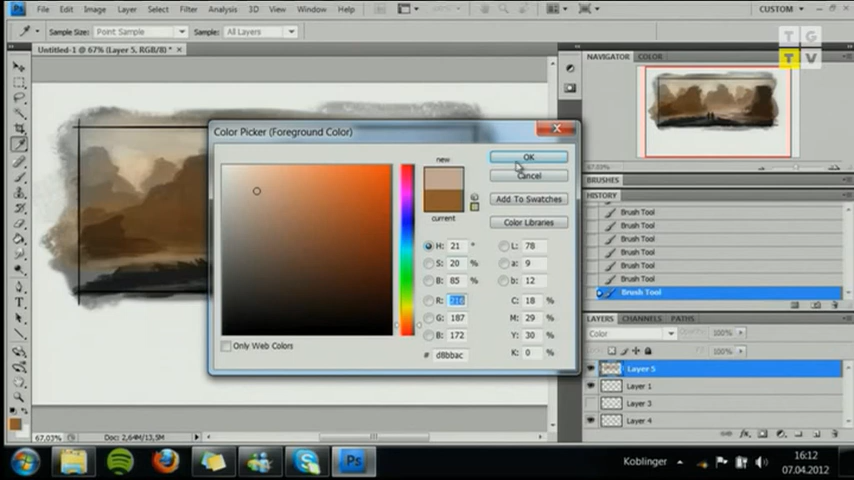 Ps File Edit Image Layer Select Filter Analysis 3D View Window Help CUSTOM
Sample Size: Point Sample Sample: All Layers
T G
T V
Untitled-1 @ 67% (Layer 5, RGB/8) * ×
NAVIGATOR COLOR
Color Picker (Foreground Color)
new
current
OK
Cancel
Add To Swatches
Color Libraries
H: 21 °
S: 20 %
B: 85 %
R: 216
G: 187
B: 172
# d8bbac
L: 78
a: 9
b: 12
C: 18 %
M: 29 %
Y: 30 %
K: 0 %
Only Web Colors
BRUSHES
HISTORY
Brush Tool
Brush Tool
Brush Tool
Brush Tool
Brush Tool
Brush Tool
LAYERS CHANNELS PATHS
Color Opacity: 100%
Lock: Fill: 100%
Layer 5
Layer 1
Layer 3
Layer 4
67,03% Doc: 2,64M/13,5M
Ps
Koblinger
16:12
07.04.2012